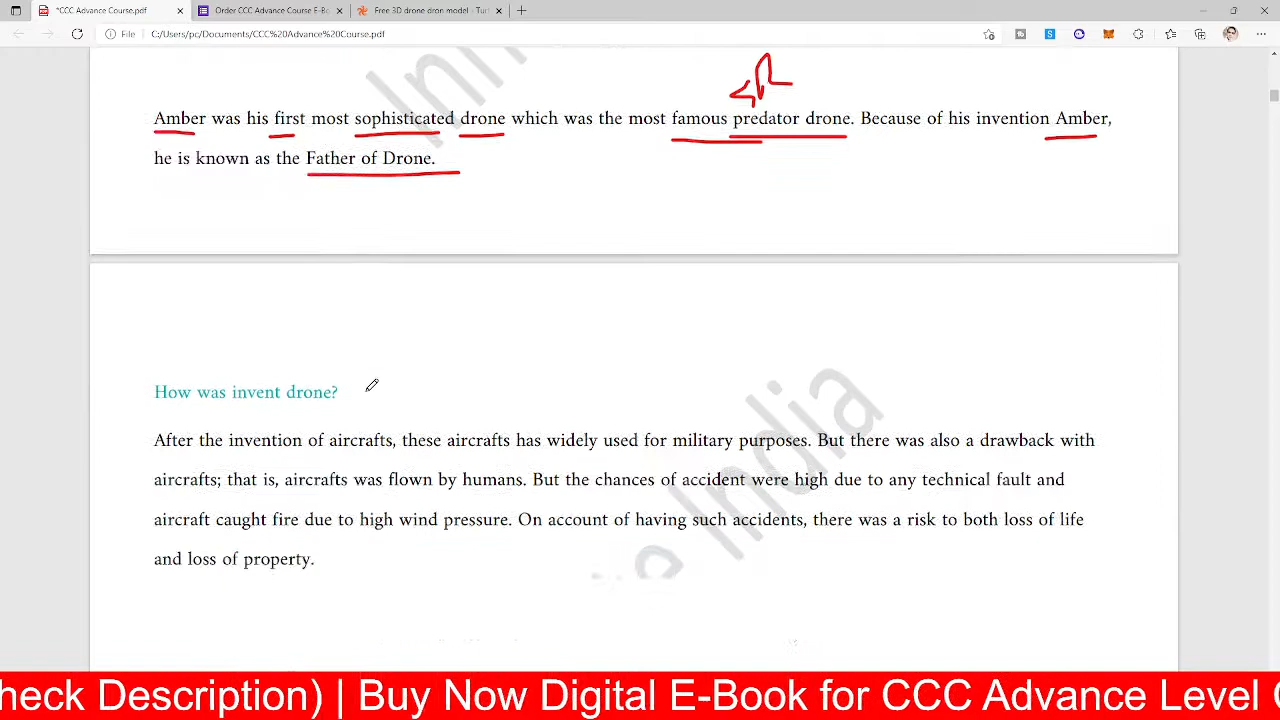 *CCC Advance Course.pdf
Order CCC Advance Course E-Bo
Free 3D drone dron model - Tur
File
C:/Users/pc/Documents/CCC%20Advance%20Course.pdf
Amber was his first most sophisticated drone which was the most famous predator drone. Because of his invention Amber,
he is known as the Father of Drone.
How was invent drone?
After the invention of aircrafts, these aircrafts has widely used for military purposes. But there was also a drawback with
aircrafts; that is, aircrafts was flown by humans. But the chances of accident were high due to any technical fault and
aircraft caught fire due to high wind pressure. On account of having such accidents, there was a risk to both loss of life
and loss of property.
India
heck Description) | Buy Now Digital E-Book for CCC Advance Level